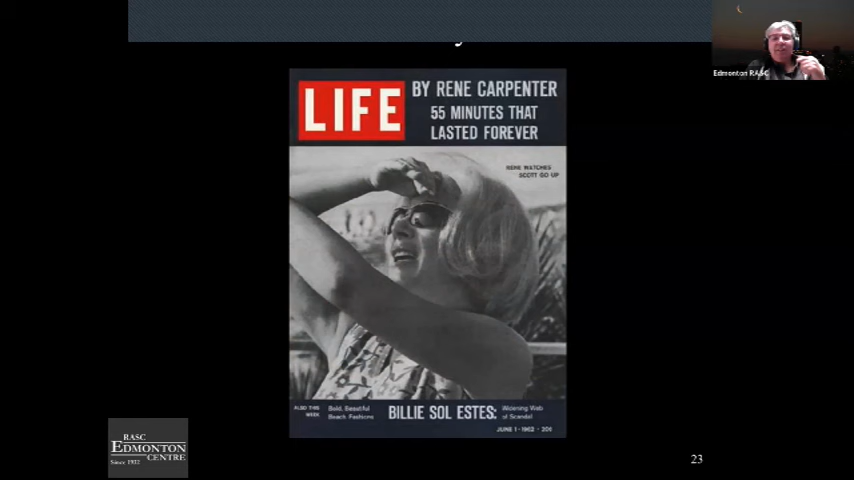 LIFE
BY RENE CARPENTER
55 MINUTES THAT
LASTED FOREVER
RENE WATCHES
SCOTT GO UP
ALSO THIS
WEEK
Bold, Beautiful
Beach Fashions
BILLIE SOL ESTES:
Widening Web
of Scandal
JUNE 1 · 1962 · 20¢
Edmonton RASC
RASC
EDMONTON
CENTRE
Since 1932
23